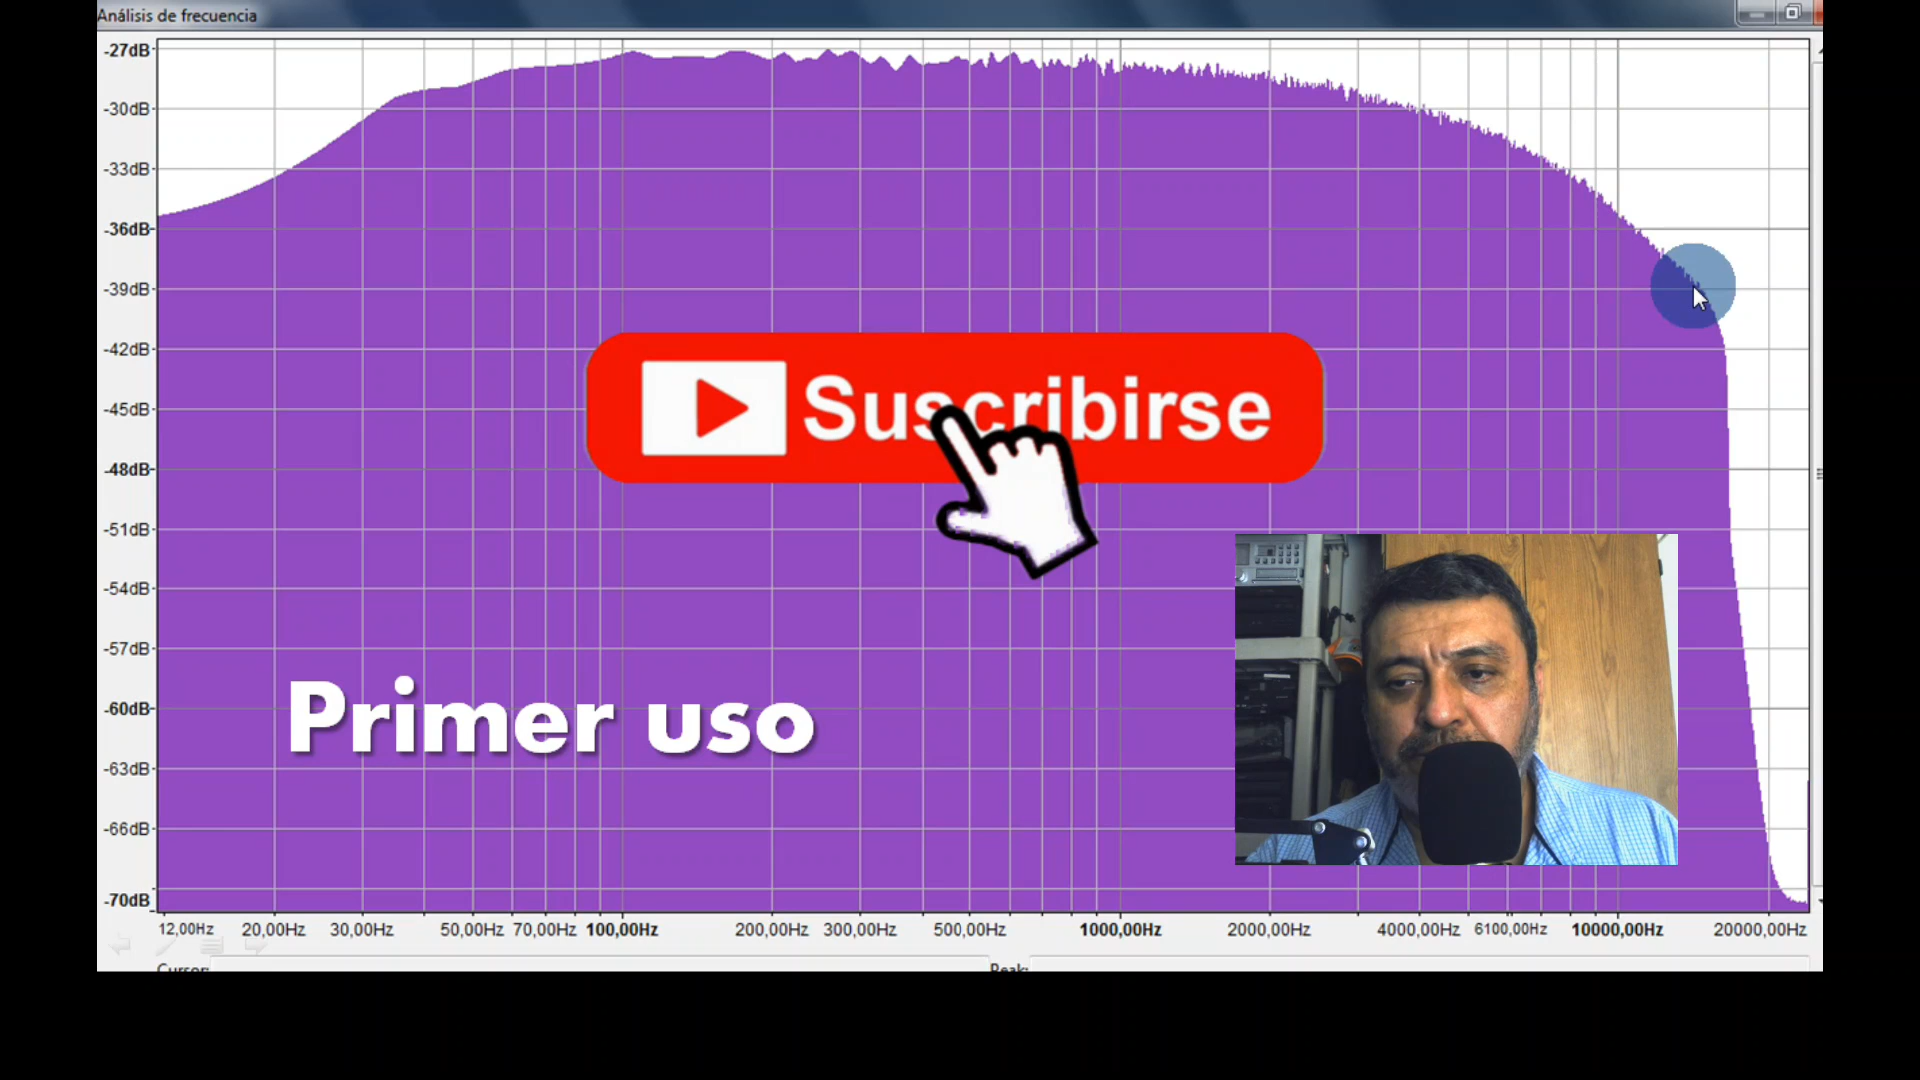 Análisis de frecuencia
-27dB
-30dB
-33dB
-36dB
-39dB
-42dB
-45dB
-48dB
-51dB
-54dB
-57dB
-60dB
-63dB
-66dB
-70dB
Suscribirse
Primer uso
12,00Hz 20,00Hz 30,00Hz 50,00Hz 70,00Hz 100,00Hz 200,00Hz 300,00Hz 500,00Hz 1000,00Hz 2000,00Hz 4000,00Hz 6100,00Hz 10000,00Hz 20000,00Hz
Cursor: Peak: